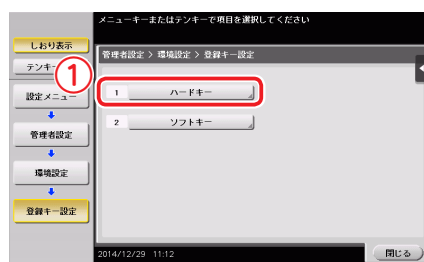 メニューキーまたはテンキーで項目を選択してください
しおり表示
管理者設定 > 環境設定 > 登録キー設定
テンキー
1
1 ハードキー
設定メニュー
2 ソフトキー
管理者設定
環境設定
登録キー設定
2014/12/29 11:12
閉じる